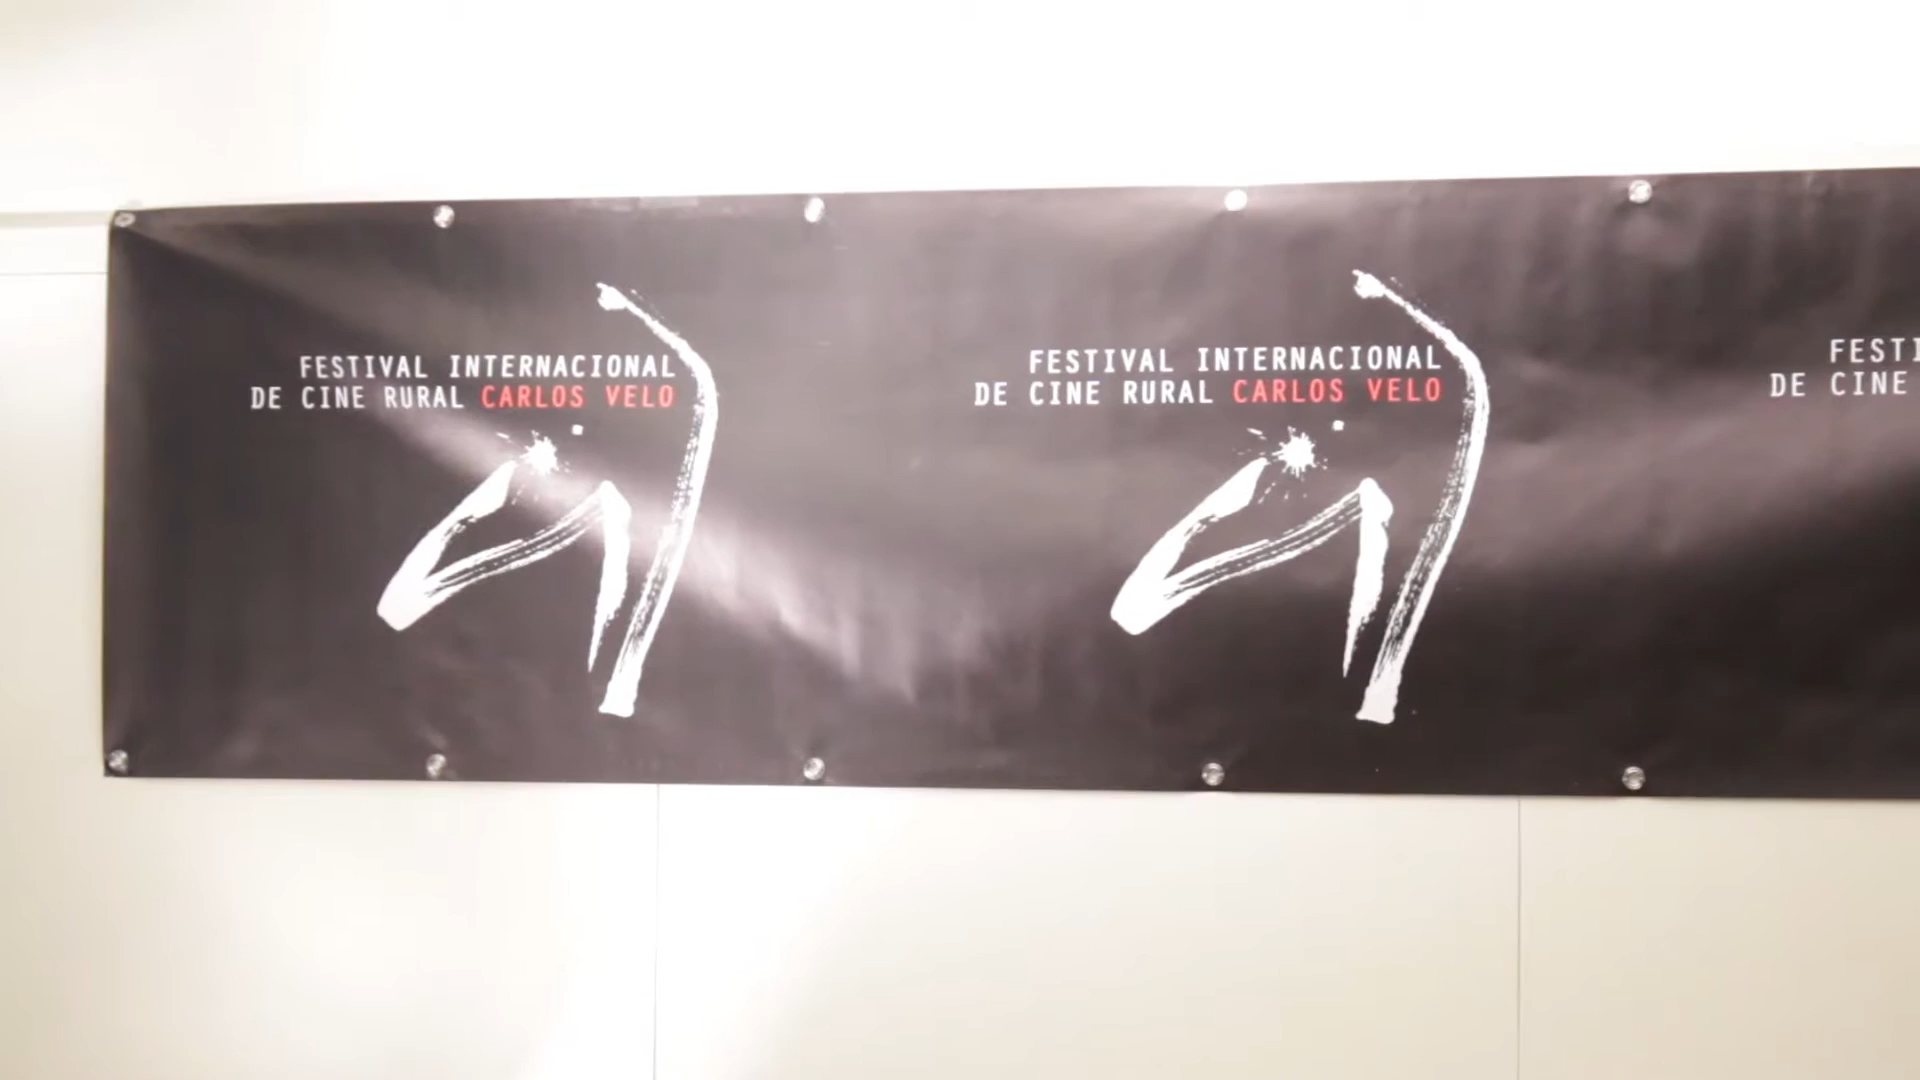 FESTIVAL INTERNACIONAL
DE CINE RURAL CARLOS VELO
FESTIVAL INTERNACIONAL
DE CINE RURAL CARLOS VELO
FESTI
DE CINE